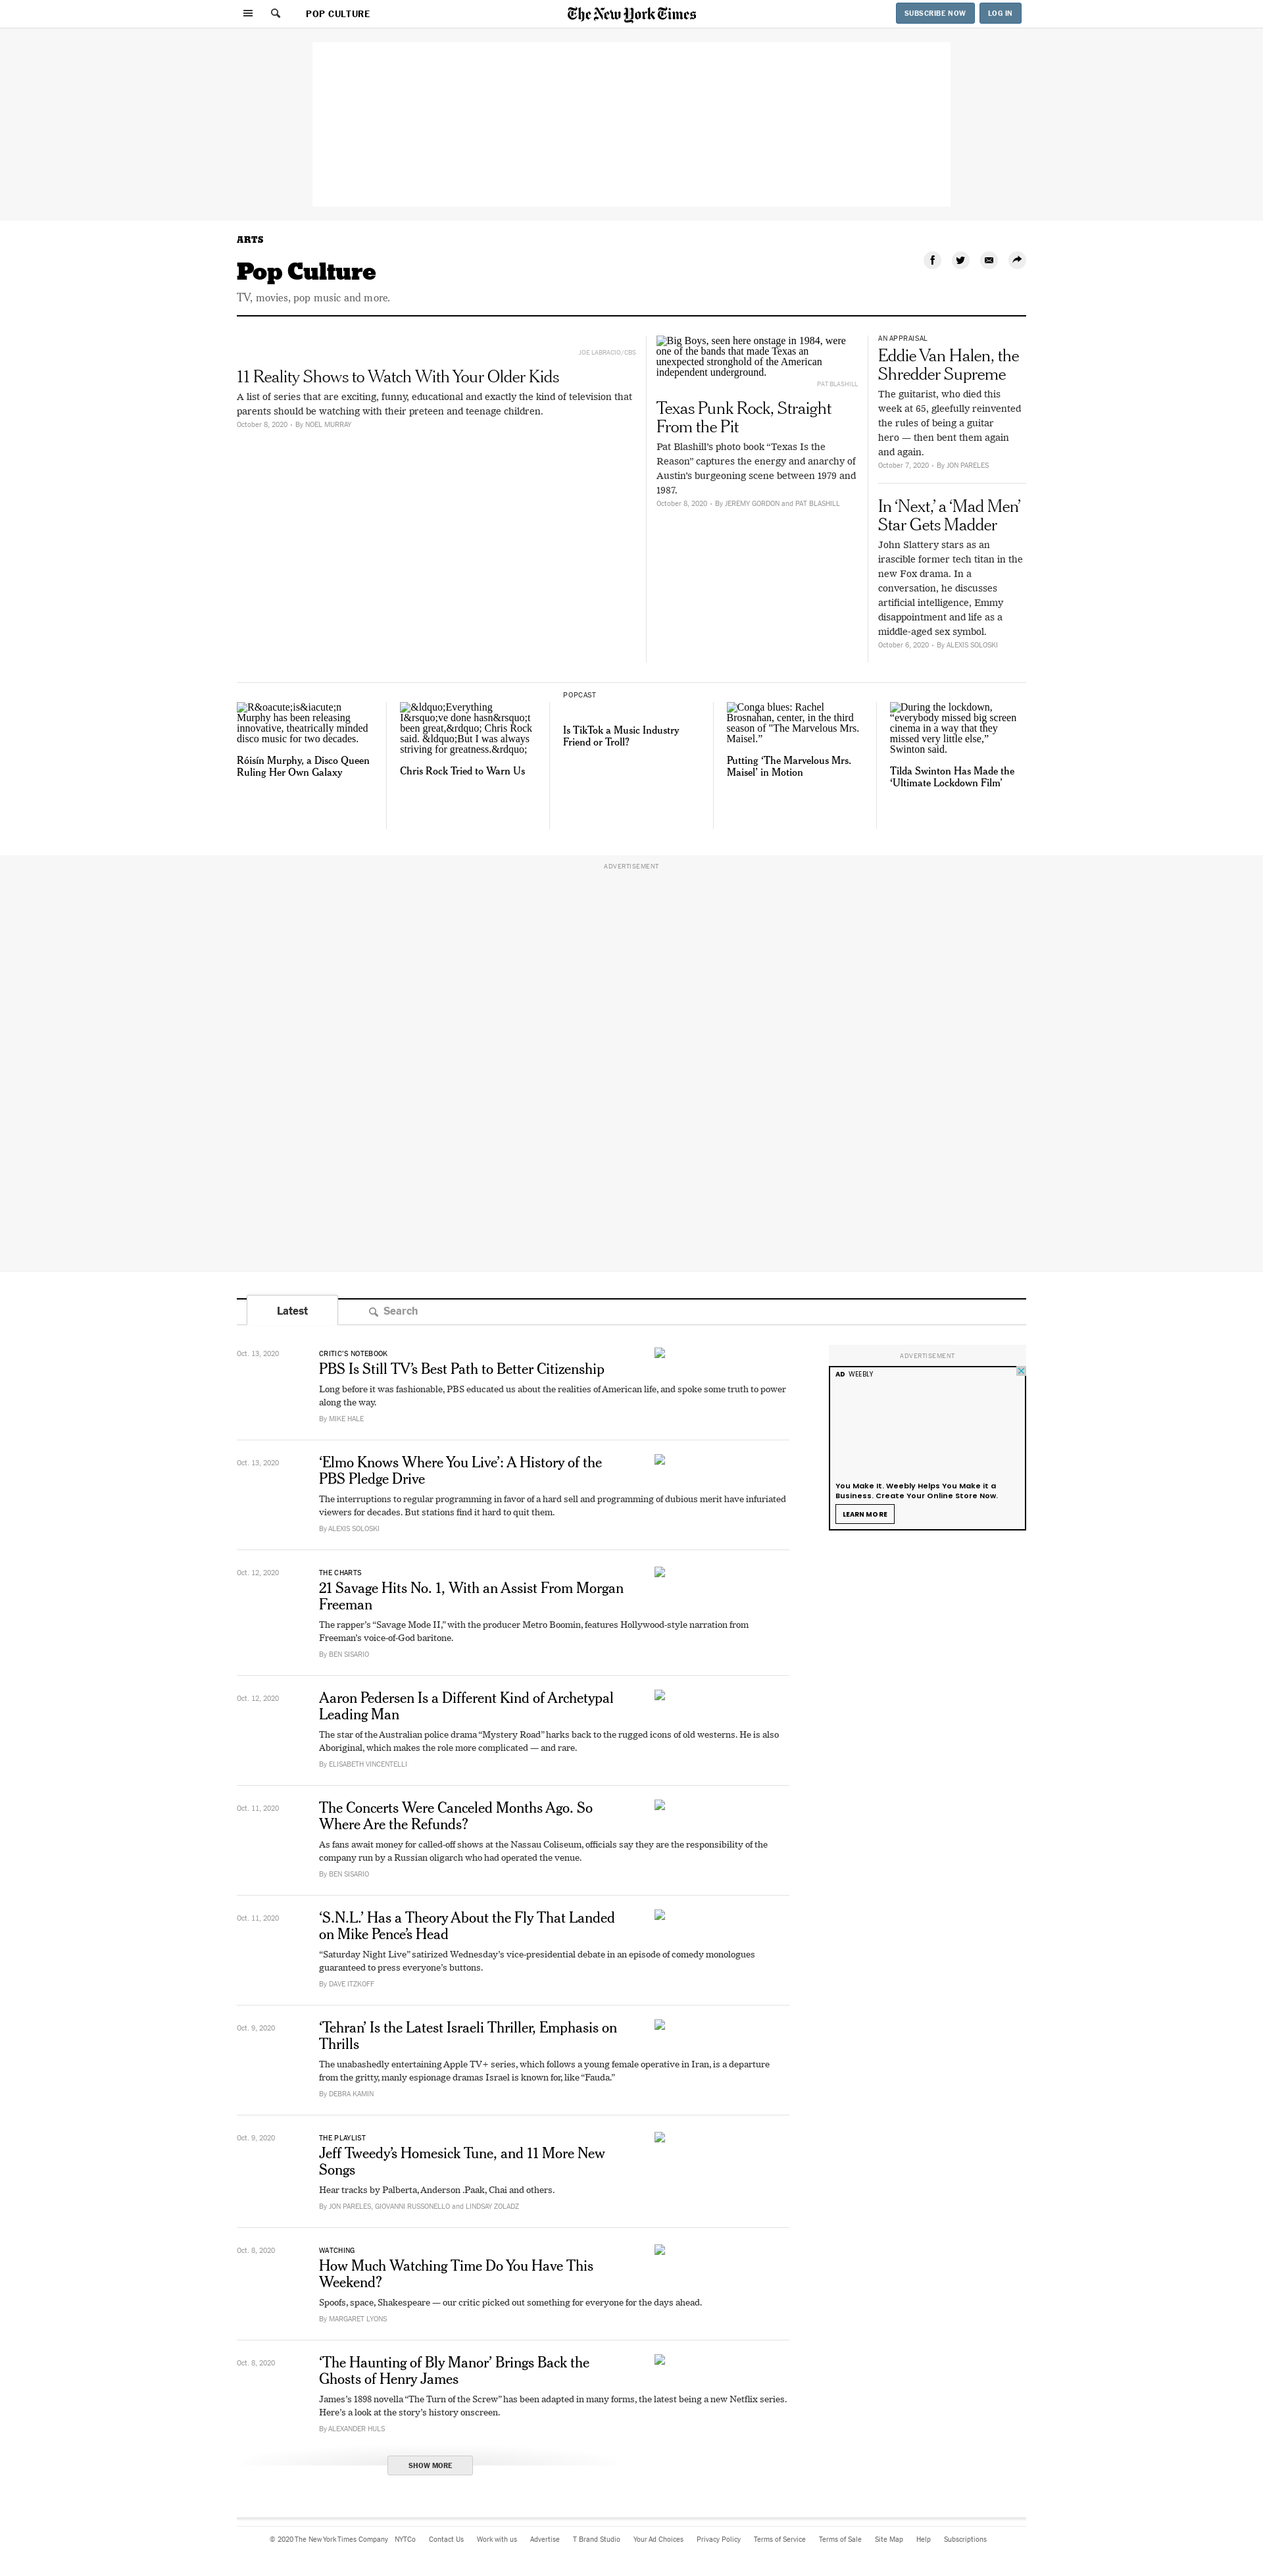 POP CULTURE
The New York Times
SUBSCRIBE NOW
LOG IN
ARTS
Pop Culture
TV, movies, pop music and more.
JOE LABRACIO/CBS
11 Reality Shows to Watch With Your Older Kids
A list of series that are exciting, funny, educational and exactly the kind of television that
parents should be watching with their preteen and teenage children.
October 8, 2020 • By NOEL MURRAY
Big Boys, seen here onstage in 1984, were
one of the bands that made Texas an
unexpected stronghold of the American
independent underground.
PAT BLASHILL
Texas Punk Rock, Straight
From the Pit
Pat Blashill’s photo book “Texas Is the
Reason” captures the energy and anarchy of
Austin’s burgeoning scene between 1979 and
1987.
October 8, 2020 • By JEREMY GORDON and PAT BLASHILL
AN APPRAISAL
Eddie Van Halen, the
Shredder Supreme
The guitarist, who died this
week at 65, gleefully reinvented
the rules of being a guitar
hero — then bent them again
and again.
October 7, 2020 • By JON PARELES
In ‘Next,’ a ‘Mad Men’
Star Gets Madder
John Slattery stars as an
irascible former tech titan in the
new Fox drama. In a
conversation, he discusses
artificial intelligence, Emmy
disappointment and life as a
middle-aged sex symbol.
October 6, 2020 • By ALEXIS SOLOSKI
R&oacute;is&iacute;n
Murphy has been releasing
innovative, theatrically minded
disco music for two decades.
Róisín Murphy, a Disco Queen
Ruling Her Own Galaxy
&ldquo;Everything
I&rsquo;ve done hasn&rsquo;t
been great,&rdquo; Chris Rock
said. &ldquo;But I was always
striving for greatness.&rdquo;
Chris Rock Tried to Warn Us
POPCAST
Is TikTok a Music Industry
Friend or Troll?
Conga blues: Rachel
Brosnahan, center, in the third
season of "The Marvelous Mrs.
Maisel.”
Putting ‘The Marvelous Mrs.
Maisel’ in Motion
During the lockdown,
“everybody missed big screen
cinema in a way that they
missed very little else,”
Swinton said.
Tilda Swinton Has Made the
‘Ultimate Lockdown Film’
ADVERTISEMENT
Latest
Search
Oct. 13, 2020
CRITIC’S NOTEBOOK
PBS Is Still TV’s Best Path to Better Citizenship
Long before it was fashionable, PBS educated us about the realities of American life, and spoke some truth to power
along the way.
By MIKE HALE
ADVERTISEMENT
AD WEEBLY
You Make It. Weebly Helps You Make it a
Business. Create Your Online Store Now.
LEARN MORE
Oct. 13, 2020
‘Elmo Knows Where You Live’: A History of the
PBS Pledge Drive
The interruptions to regular programming in favor of a hard sell and programming of dubious merit have infuriated
viewers for decades. But stations find it hard to quit them.
By ALEXIS SOLOSKI
Oct. 12, 2020
THE CHARTS
21 Savage Hits No. 1, With an Assist From Morgan
Freeman
The rapper’s “Savage Mode II,” with the producer Metro Boomin, features Hollywood-style narration from
Freeman’s voice-of-God baritone.
By BEN SISARIO
Oct. 12, 2020
Aaron Pedersen Is a Different Kind of Archetypal
Leading Man
The star of the Australian police drama “Mystery Road” harks back to the rugged icons of old westerns. He is also
Aboriginal, which makes the role more complicated — and rare.
By ELISABETH VINCENTELLI
Oct. 11, 2020
The Concerts Were Canceled Months Ago. So
Where Are the Refunds?
As fans await money for called-off shows at the Nassau Coliseum, officials say they are the responsibility of the
company run by a Russian oligarch who had operated the venue.
By BEN SISARIO
Oct. 11, 2020
‘S.N.L.’ Has a Theory About the Fly That Landed
on Mike Pence’s Head
“Saturday Night Live” satirized Wednesday’s vice-presidential debate in an episode of comedy monologues
guaranteed to press everyone’s buttons.
By DAVE ITZKOFF
Oct. 9, 2020
‘Tehran’ Is the Latest Israeli Thriller, Emphasis on
Thrills
The unabashedly entertaining Apple TV+ series, which follows a young female operative in Iran, is a departure
from the gritty, manly espionage dramas Israel is known for, like “Fauda.”
By DEBRA KAMIN
Oct. 9, 2020
THE PLAYLIST
Jeff Tweedy’s Homesick Tune, and 11 More New
Songs
Hear tracks by Palberta, Anderson .Paak, Chai and others.
By JON PARELES, GIOVANNI RUSSONELLO and LINDSAY ZOLADZ
Oct. 8, 2020
WATCHING
How Much Watching Time Do You Have This
Weekend?
Spoofs, space, Shakespeare — our critic picked out something for everyone for the days ahead.
By MARGARET LYONS
Oct. 8, 2020
‘The Haunting of Bly Manor’ Brings Back the
Ghosts of Henry James
James’s 1898 novella “The Turn of the Screw” has been adapted in many forms, the latest being a new Netflix series.
Here’s a look at the story’s history onscreen.
By ALEXANDER HULS
SHOW MORE
© 2020 The New York Times Company NYTCo Contact Us Work with us Advertise T Brand Studio Your Ad Choices Privacy Policy Terms of Service Terms of Sale Site Map Help Subscriptions